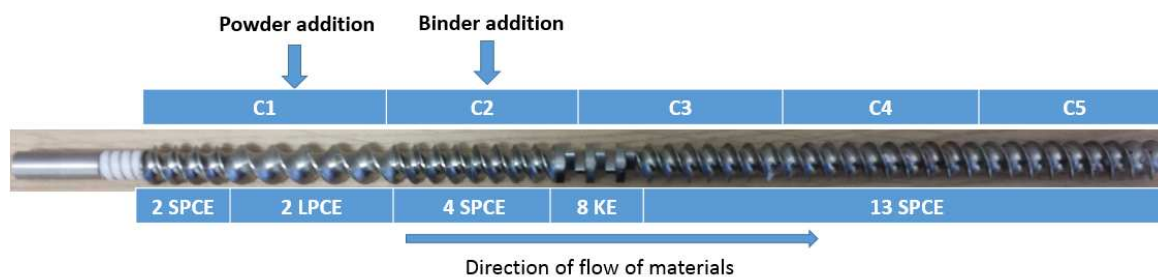 Powder addition Binder addition
C1 C2 C3 C4 C5
2 SPCE 2 LPCE 4 SPCE 8 KE 13 SPCE
Direction of flow of materials